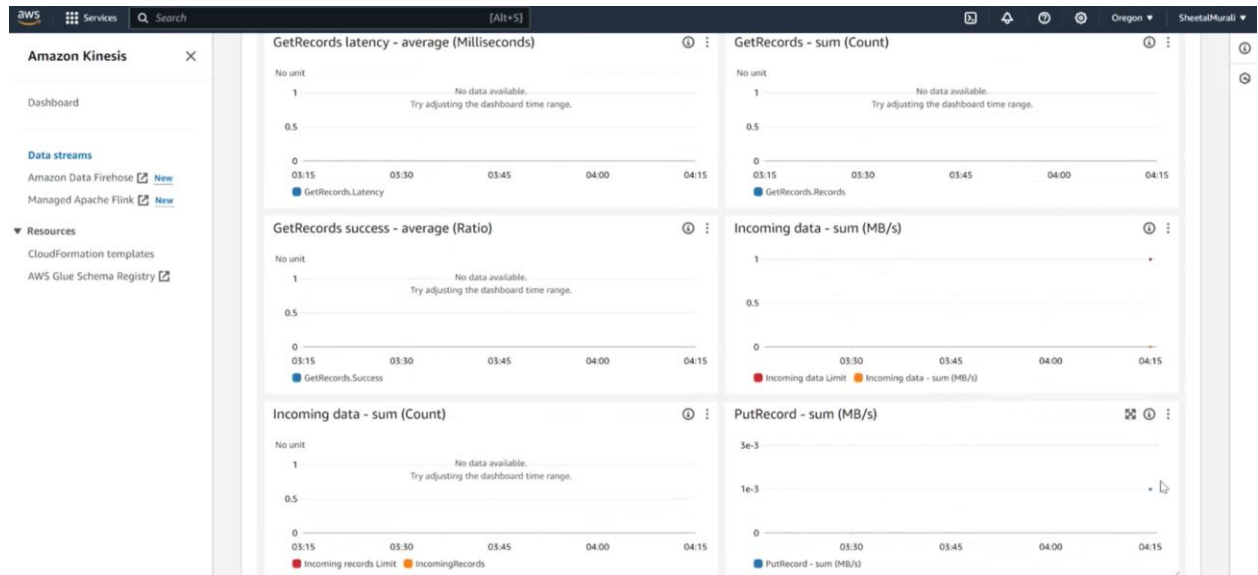 aws Services Search [Alt+S] Oregon SheetalMurali
Amazon Kinesis
Dashboard
Data streams
Amazon Data Firehose New
Managed Apache Flink New
Resources
CloudFormation templates
AWS Glue Schema Registry
GetRecords latency - average (Milliseconds)
No unit
1
No data available.
Try adjusting the dashboard time range.
0.5
0
03:15 03:30 03:45 04:00 04:15
GetRecords.Latency
GetRecords - sum (Count)
No unit
1
No data available.
Try adjusting the dashboard time range.
0.5
0
03:15 03:30 03:45 04:00 04:15
GetRecords.Records
GetRecords success - average (Ratio)
No unit
1
No data available.
Try adjusting the dashboard time range.
0.5
0
03:15 03:30 03:45 04:00 04:15
GetRecords.Success
Incoming data - sum (MB/s)
1
0.5
0
03:30 03:45 04:00 04:15
Incoming data Limit Incoming data - sum (MB/s)
Incoming data - sum (Count)
No unit
1
No data available.
Try adjusting the dashboard time range.
0.5
0
03:15 03:30 03:45 04:00 04:15
Incoming records Limit IncomingRecords
PutRecord - sum (MB/s)
3e-3
1e-3
0
03:30 03:45 04:00 04:15
PutRecord - sum (MB/s)